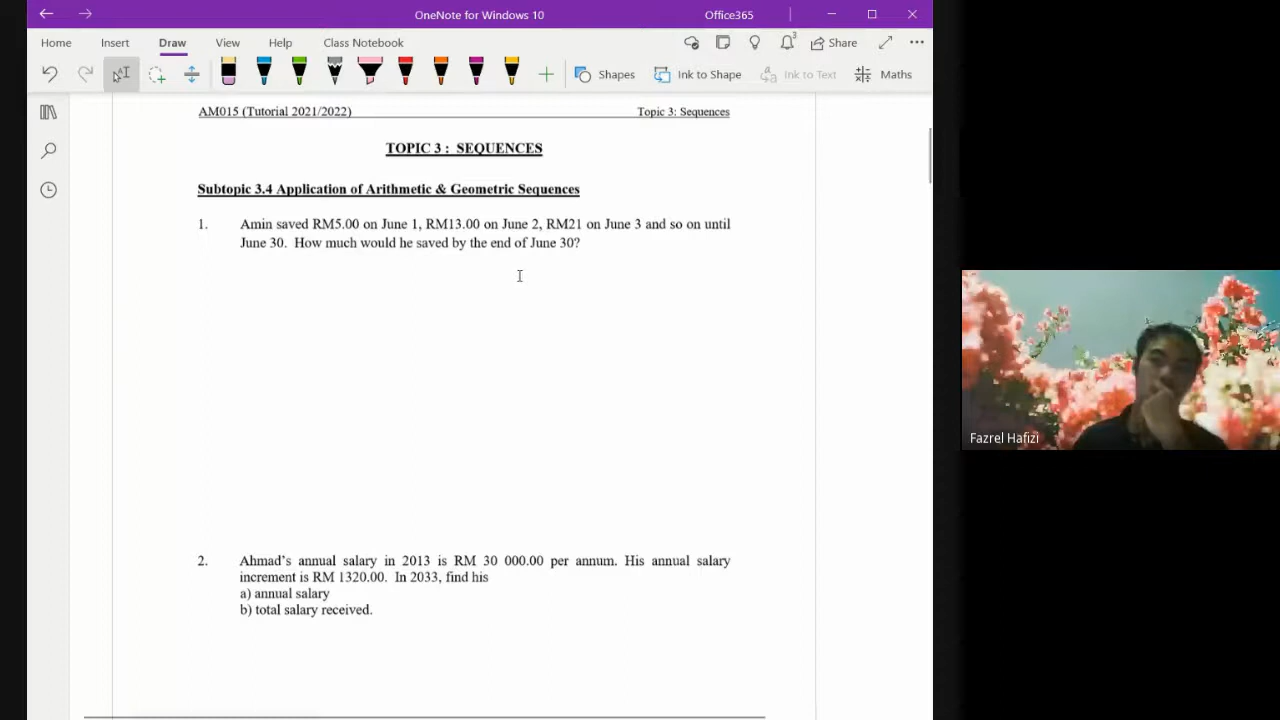 OneNote for Windows 10
Office365
Home Insert Draw View Help Class Notebook
3
Share
Shapes Ink to Shape Ink to Text Maths
AM015 (Tutorial 2021/2022) Topic 3: Sequences
TOPIC 3 : SEQUENCES
Subtopic 3.4 Application of Arithmetic & Geometric Sequences
1. Amin saved RM5.00 on June 1, RM13.00 on June 2, RM21 on June 3 and so on until
June 30. How much would he saved by the end of June 30?
Fazrel Hafizi
2. Ahmad's annual salary in 2013 is RM 30 000.00 per annum. His annual salary
increment is RM 1320.00. In 2033, find his
a) annual salary
b) total salary received.